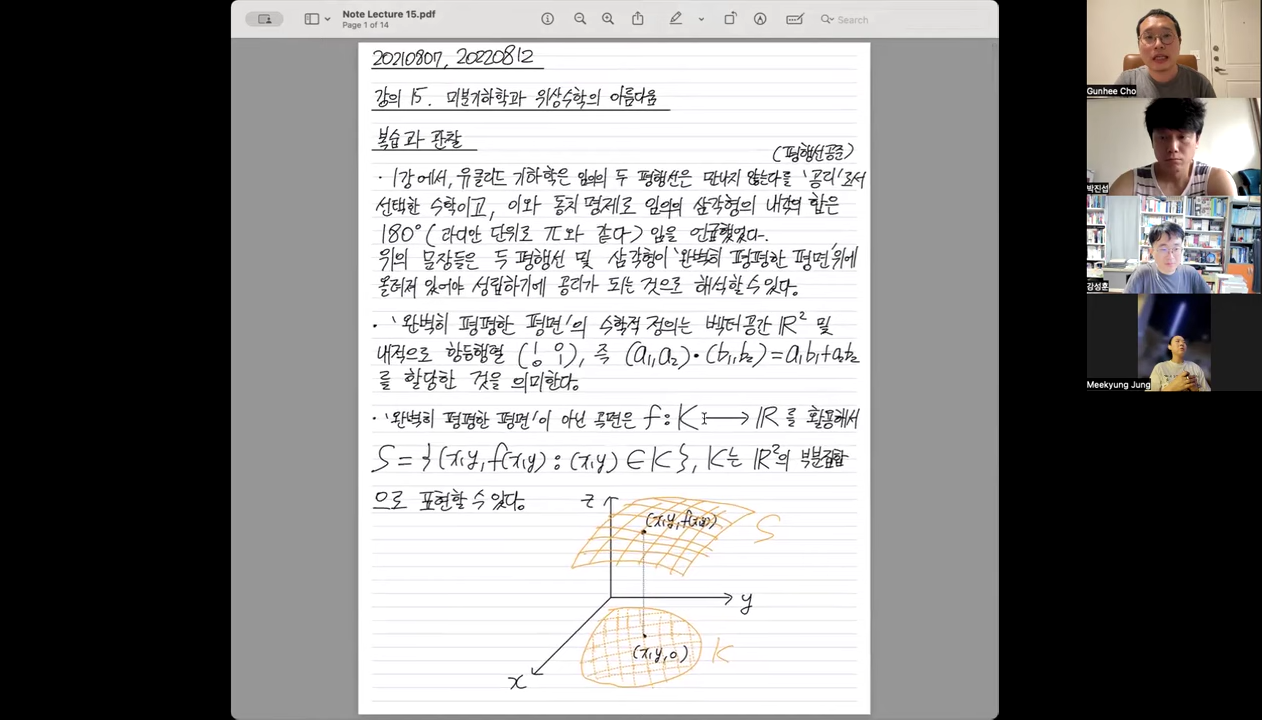 Note Lecture 15.pdf
Page 1 of 14
Search
20210807, 20220812
강의 15. 미분기하학과 위상수학의 아름다움
복습과 관찰
(평행선공준)
· 1강에서, 유클리드 기하학은 임의의 두 평행선은 만나지 않는다를 '공리'로서
선택한 수학이고, 이와 동치 명제로 임의의 삼각형의 내각의 합은
180° (라디안 단위로 π와 같다) 임을 언급했었다.
위의 문장들은 두 평행선 및 삼각형이 '완벽히 평평한 평면' 위에
올려져 있어야 성립하기에 공리가 되는 것으로 해석할 수 있다.
· '완벽히 평평한 평면'의 수학적 정의는 벡터공간 ℝ² 및
내적으로 항등행렬 (1 0 0 1), 즉 (a₁,a₂)·(b₁,b₂)=a₁b₁+a₂b₂
를 할당한 것을 의미한다.
· '완벽히 평평한 평면'이 아닌 곡면은 f : K ⟼ ℝ 를 활용해서
S = {(x,y,f(x,y) : (x,y) ∈ K}, K는 ℝ²의 부분집합
으로 표현할 수 있다.
z
(x,y,f(x,y))
S
y
(x,y,0)
K
x
Gunhee Cho
박진섭
강성훈
Meekyung Jung